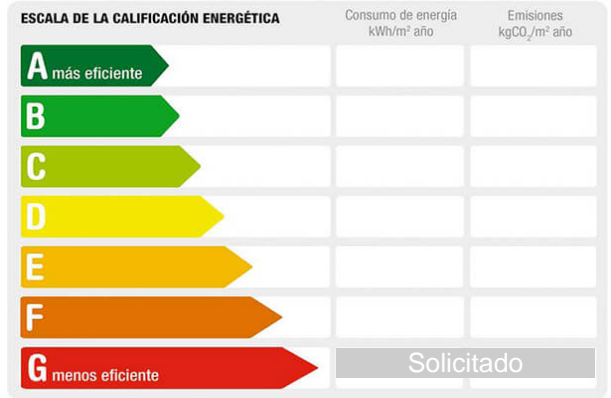 ESCALA DE LA CALIFICACIÓN ENERGÉTICA
Consumo de energía
kWh/m² año
Emisiones
kgCO₂/m² año
A más eficiente
B
C
D
E
F
G menos eficiente
Solicitado